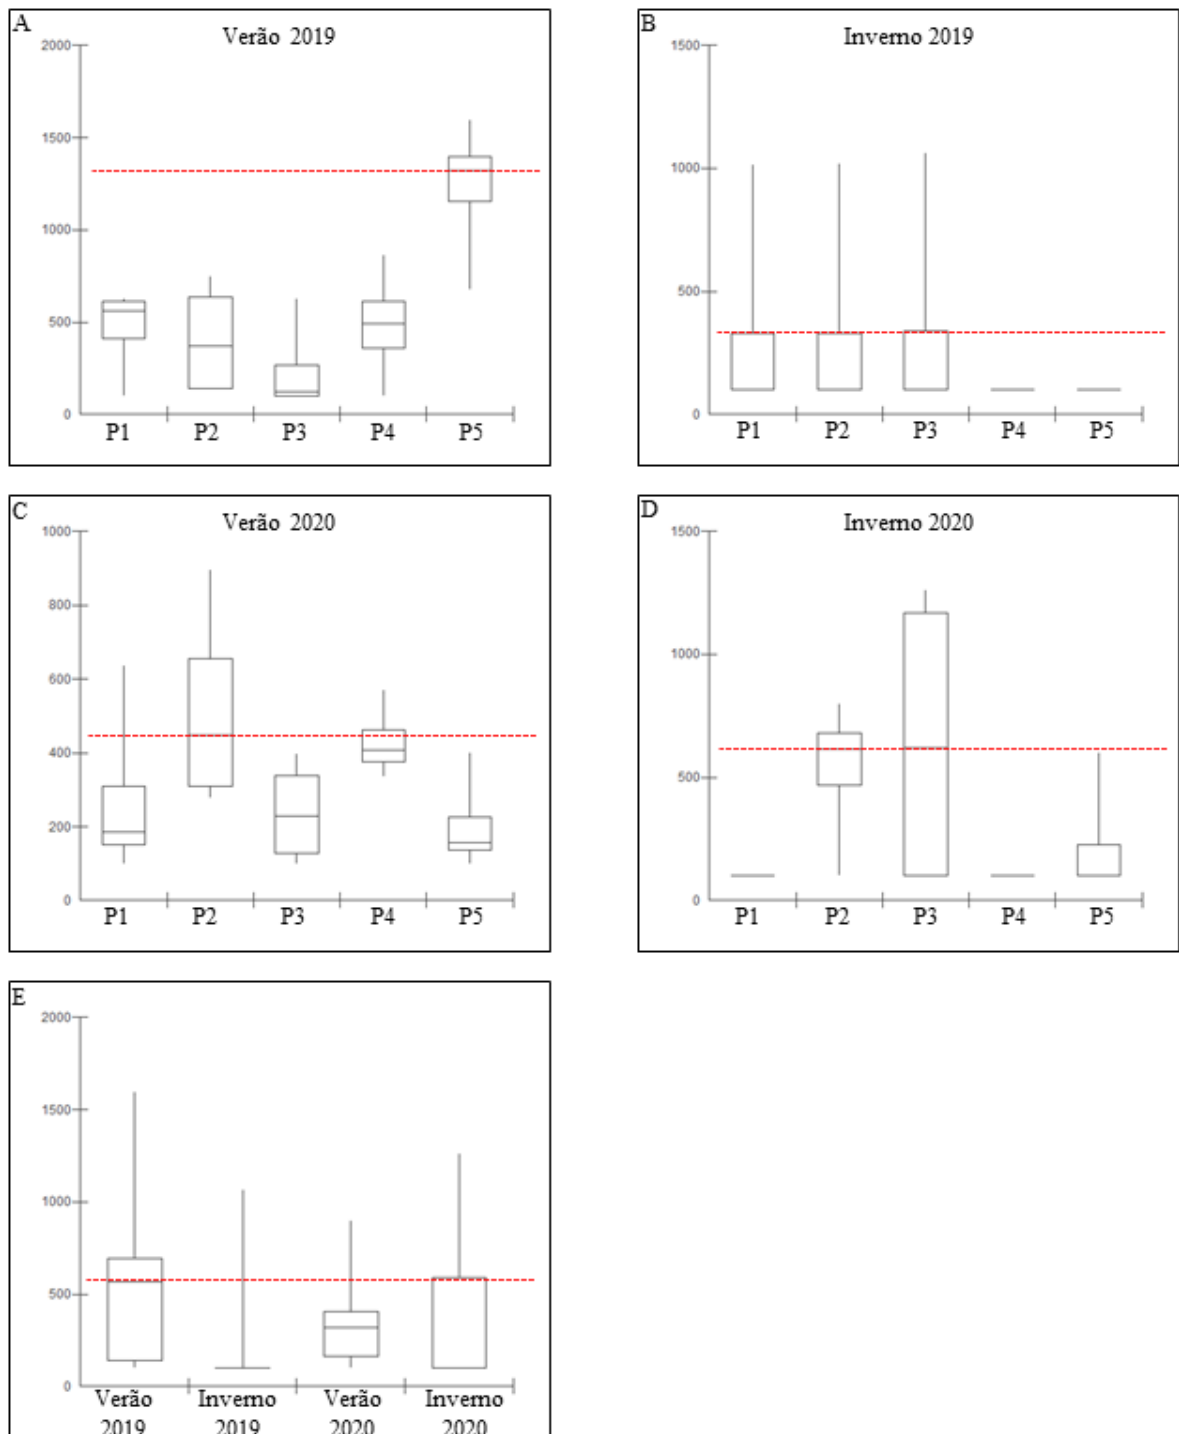 A
Verão 2019
2000
1500
1000
500
0
P1 P2 P3 P4 P5
B
Inverno 2019
1500
1000
500
0
P1 P2 P3 P4 P5
C
Verão 2020
1000
800
600
400
200
0
P1 P2 P3 P4 P5
D
Inverno 2020
1500
1000
500
0
P1 P2 P3 P4 P5
E
2000
1500
1000
500
0
Verão Inverno Verão Inverno
2019 2019 2020 2020